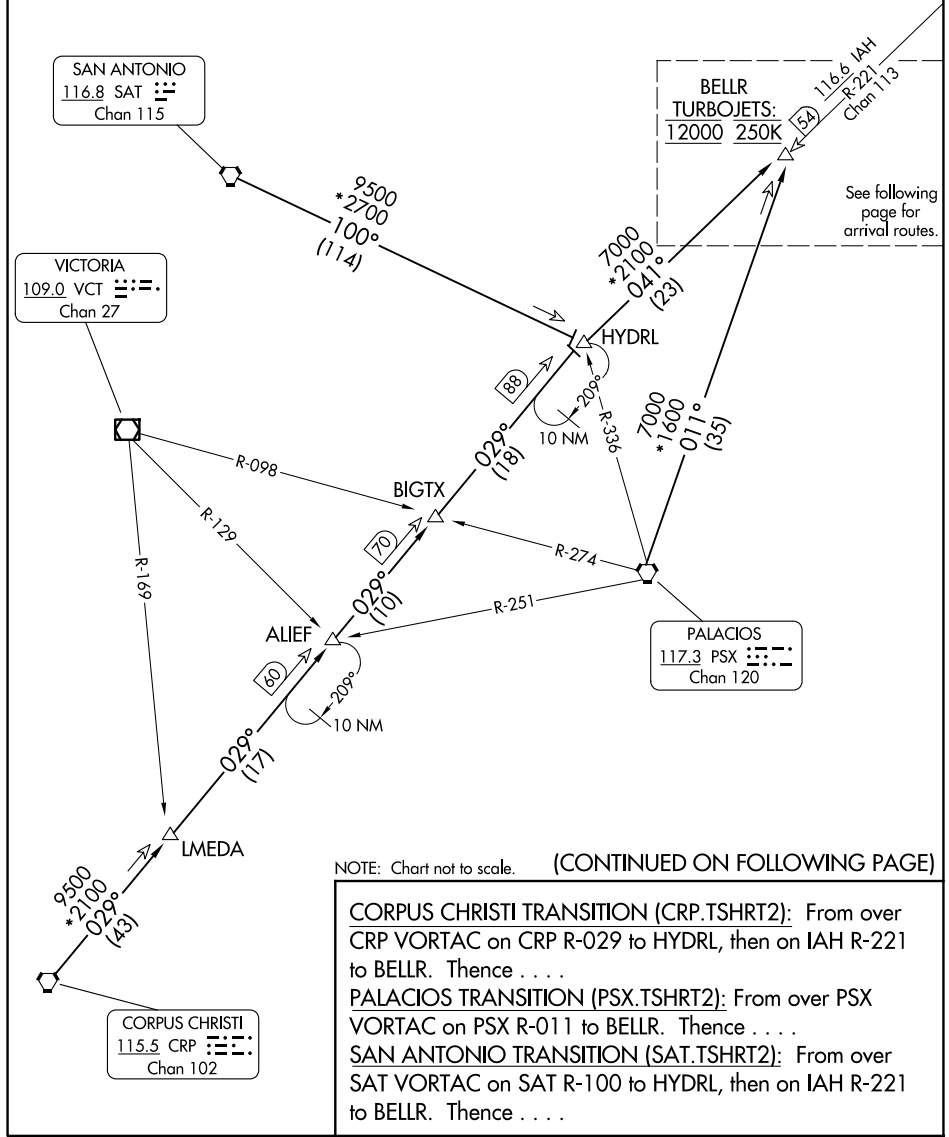 SAN ANTONIO
116.8 SAT
Chan 115
116.6 IAH
R-221
Chan 113
54
BELLR
TURBOJETS:
12000 250K
See following
page for
arrival routes.
9500
*2700
100°
(114)
VICTORIA
109.0 VCT
Chan 27
7000
*2100
041°
(23)
HYDRL
88
209°
10 NM
R-336
7000
*1600
011°
(35)
029°
(18)
R-098
BIGTX
R-129
R-169
70
R-274
029°
(10)
R-251
ALIEF
PALACIOS
117.3 PSX
Chan 120
60
209°
10 NM
029°
(17)
LMEDA
9500
*2100
029°
(43)
CORPUS CHRISTI
115.5 CRP
Chan 102
NOTE: Chart not to scale. (CONTINUED ON FOLLOWING PAGE)
CORPUS CHRISTI TRANSITION (CRP.TSHRT2): From over
CRP VORTAC on CRP R-029 to HYDRL, then on IAH R-221
to BELLR. Thence . . . .
PALACIOS TRANSITION (PSX.TSHRT2): From over PSX
VORTAC on PSX R-011 to BELLR. Thence . . . .
SAN ANTONIO TRANSITION (SAT.TSHRT2): From over
SAT VORTAC on SAT R-100 to HYDRL, then on IAH R-221
to BELLR. Thence . . . .